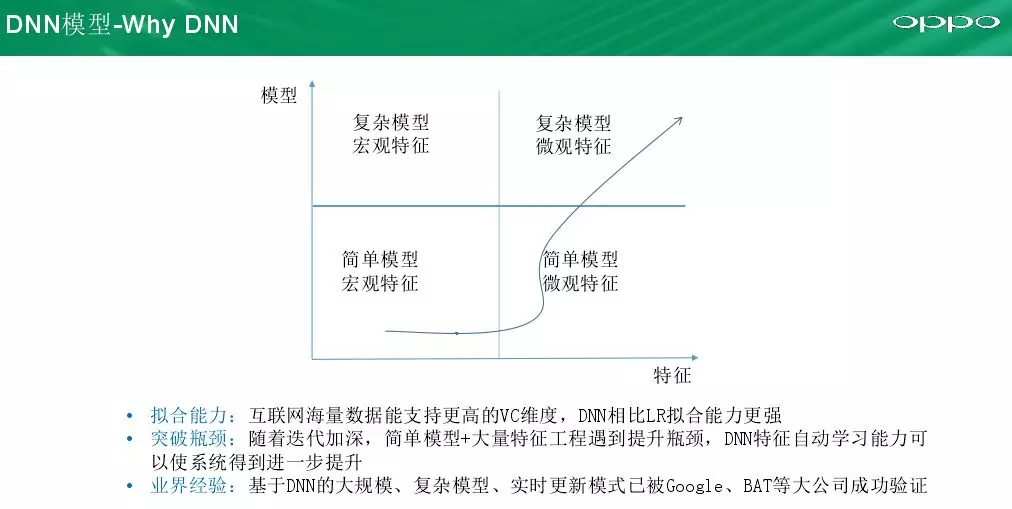 DNN模型-Why DNN
oppo
模型
复杂模型
宏观特征
复杂模型
微观特征
简单模型
宏观特征
简单模型
微观特征
特征
• 拟合能力：互联网海量数据能支持更高的VC维度，DNN相比LR拟合能力更强
• 突破瓶颈：随着迭代加深，简单模型+大量特征工程遇到提升瓶颈，DNN特征自动学习能力可
以使系统得到进一步提升
• 业界经验：基于DNN的大规模、复杂模型、实时更新模式已被Google、BAT等大公司成功验证